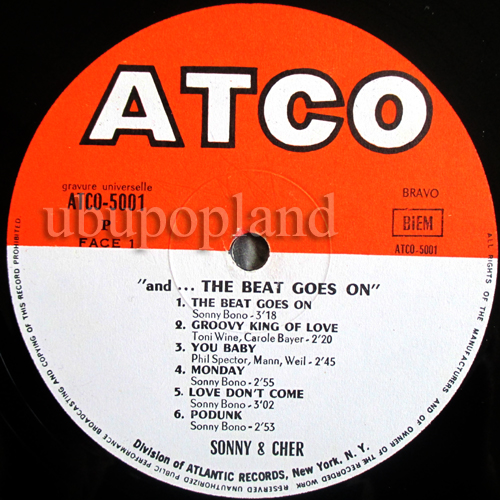 ATCO
gravure universelle
ATCO-5001
P
FACE 1
BRAVO
BIEM
ATCO-5001
ubupopland
"and ... THE BEAT GOES ON"
1. THE BEAT GOES ON
Sonny Bono - 3'18
2. GROOVY KING OF LOVE
Toni Wine, Carole Bayer - 2'20
3. YOU BABY
Phil Spector, Mann, Weil - 2'45
4. MONDAY
Sonny Bono - 2'55
5. LOVE DON'T COME
Sonny Bono - 3'02
6. PODUNK
Sonny Bono - 2'53
SONNY & CHER
Division of ATLANTIC RECORDS, New York, N. Y.
ALL RIGHTS OF THE MANUFACTURERS AND OF OWNER OF THE RECORDED WORK RESERVED UNAUTHORIZED PUBLIC PERFORMANCE BROADCASTING AND COPYING OF THIS RECORD PROHIBITED